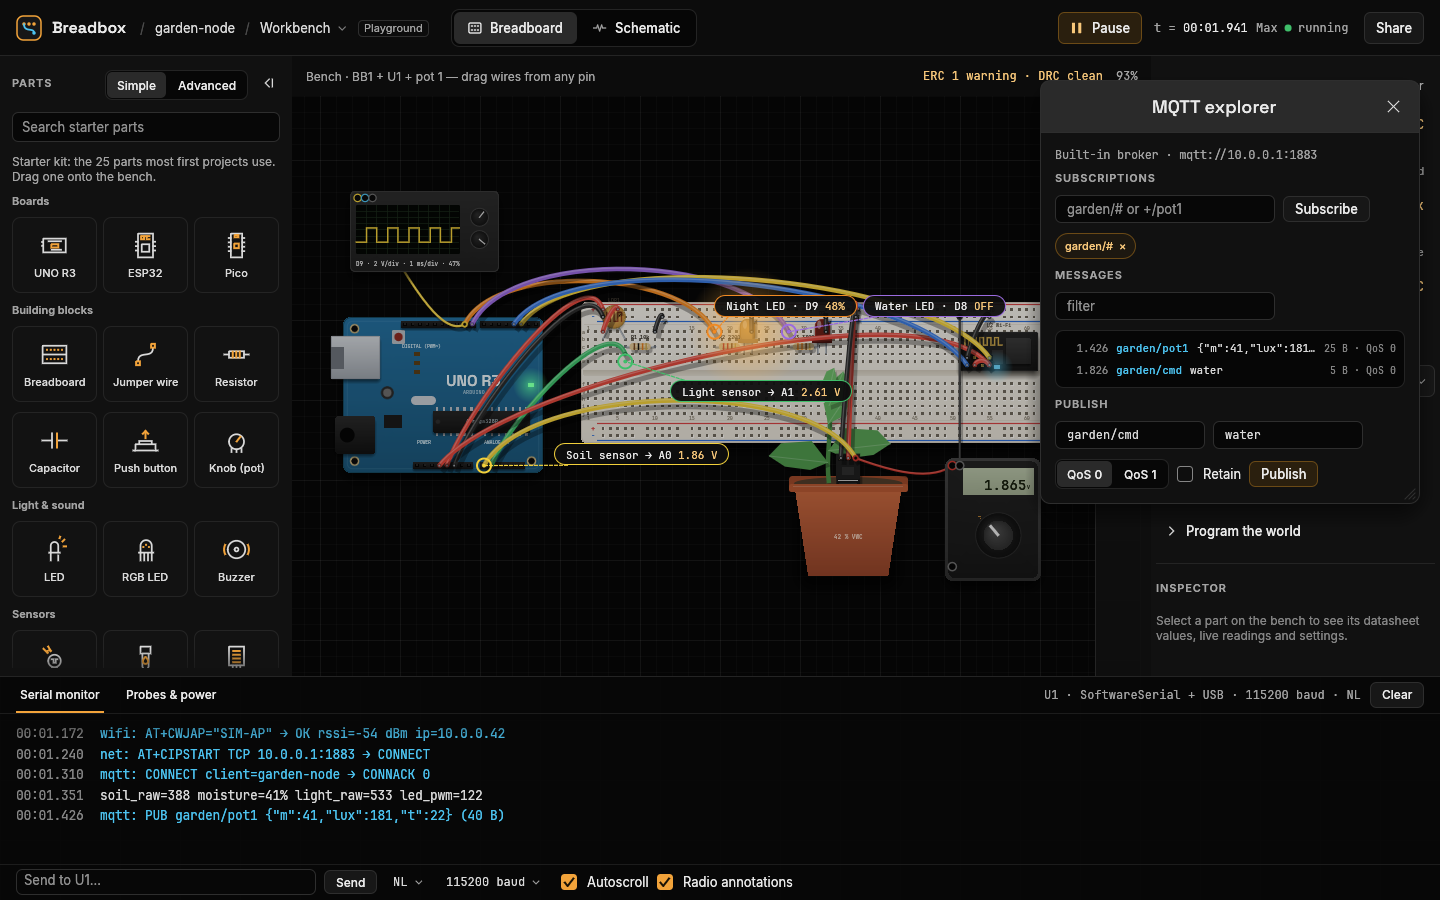 Breadbox / garden-node / Workbench Playground
Breadboard Schematic
Pause t = 00:01.941 Max running Share
PARTS Simple Advanced
Search starter parts
Starter kit: the 25 parts most first projects use.
Drag one onto the bench.
Boards
UNO R3 ESP32 Pico
Building blocks
Breadboard Jumper wire Resistor
Capacitor Push button Knob (pot)
Light & sound
LED RGB LED Buzzer
Sensors
Bench · BB1 + U1 + pot 1 — drag wires from any pin
ERC 1 warning · DRC clean 93%
D9 · 2 V/div · 1 ms/div · 47%
DIGITAL (PWM~)
UNO R3
ARDUINO
POWER ANALOG
Night LED · D9 48%
Water LED · D8 OFF
Light sensor → A1 2.61 V
Soil sensor → A0 1.86 V
42 % VWC
1.865 V
MQTT explorer
Built-in broker · mqtt://10.0.0.1:1883
SUBSCRIPTIONS
garden/# or +/pot1 Subscribe
garden/# ×
MESSAGES
filter
1.426 garden/pot1 {"m":41,"lux":181… 25 B · QoS 0
1.826 garden/cmd water 5 B · QoS 0
PUBLISH
garden/cmd water
QoS 0 QoS 1 Retain Publish
Program the world
INSPECTOR
Select a part on the bench to see its datasheet
values, live readings and settings.
Serial monitor Probes & power
U1 · SoftwareSerial + USB · 115200 baud · NL Clear
00:01.172 wifi: AT+CWJAP="SIM-AP" → OK rssi=-54 dBm ip=10.0.0.42
00:01.240 net: AT+CIPSTART TCP 10.0.0.1:1883 → CONNECT
00:01.310 mqtt: CONNECT client=garden-node → CONNACK 0
00:01.351 soil_raw=388 moisture=41% light_raw=533 led_pwm=122
00:01.426 mqtt: PUB garden/pot1 {"m":41,"lux":181,"t":22} (40 B)
Send to U1... Send NL 115200 baud Autoscroll Radio annotations